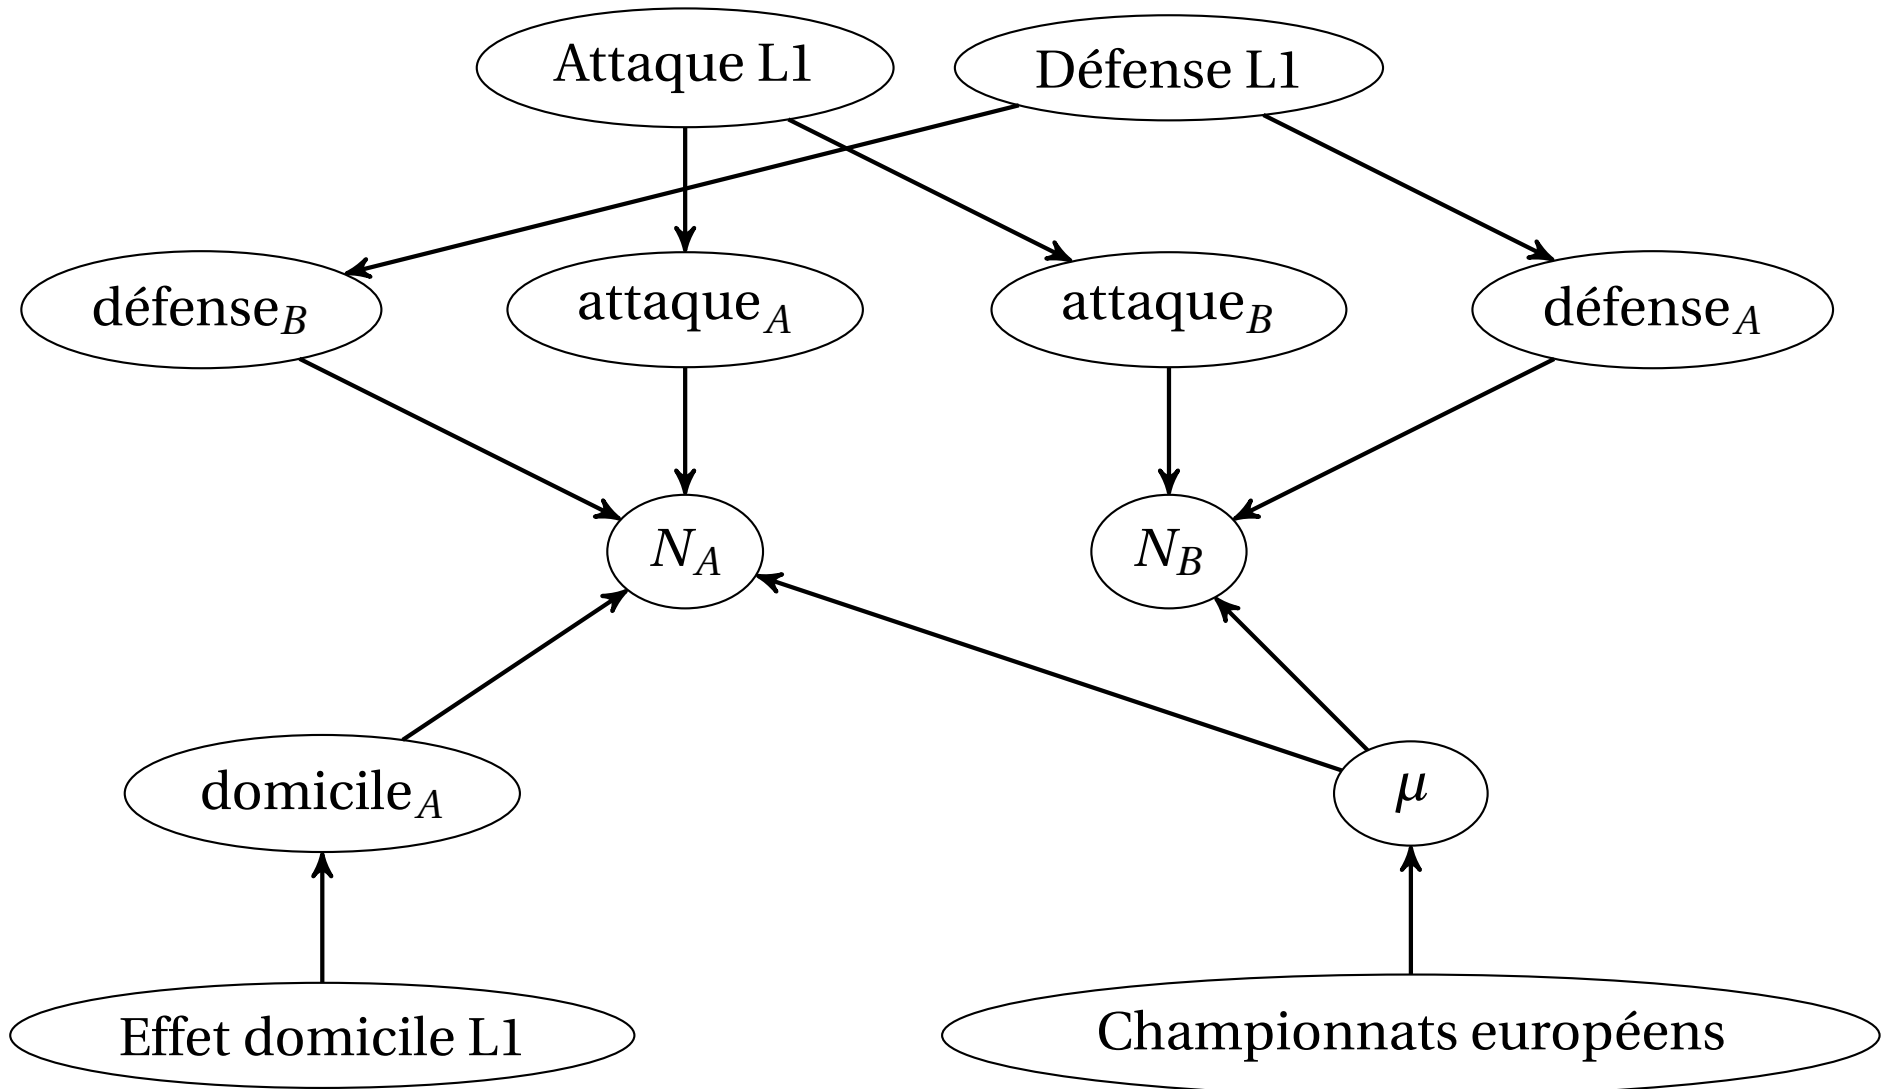 Attaque L1
Défense L1
défense_B
attaque_A
attaque_B
défense_A
N_A
N_B
domicile_A
μ
Effet domicile L1
Championnats européens